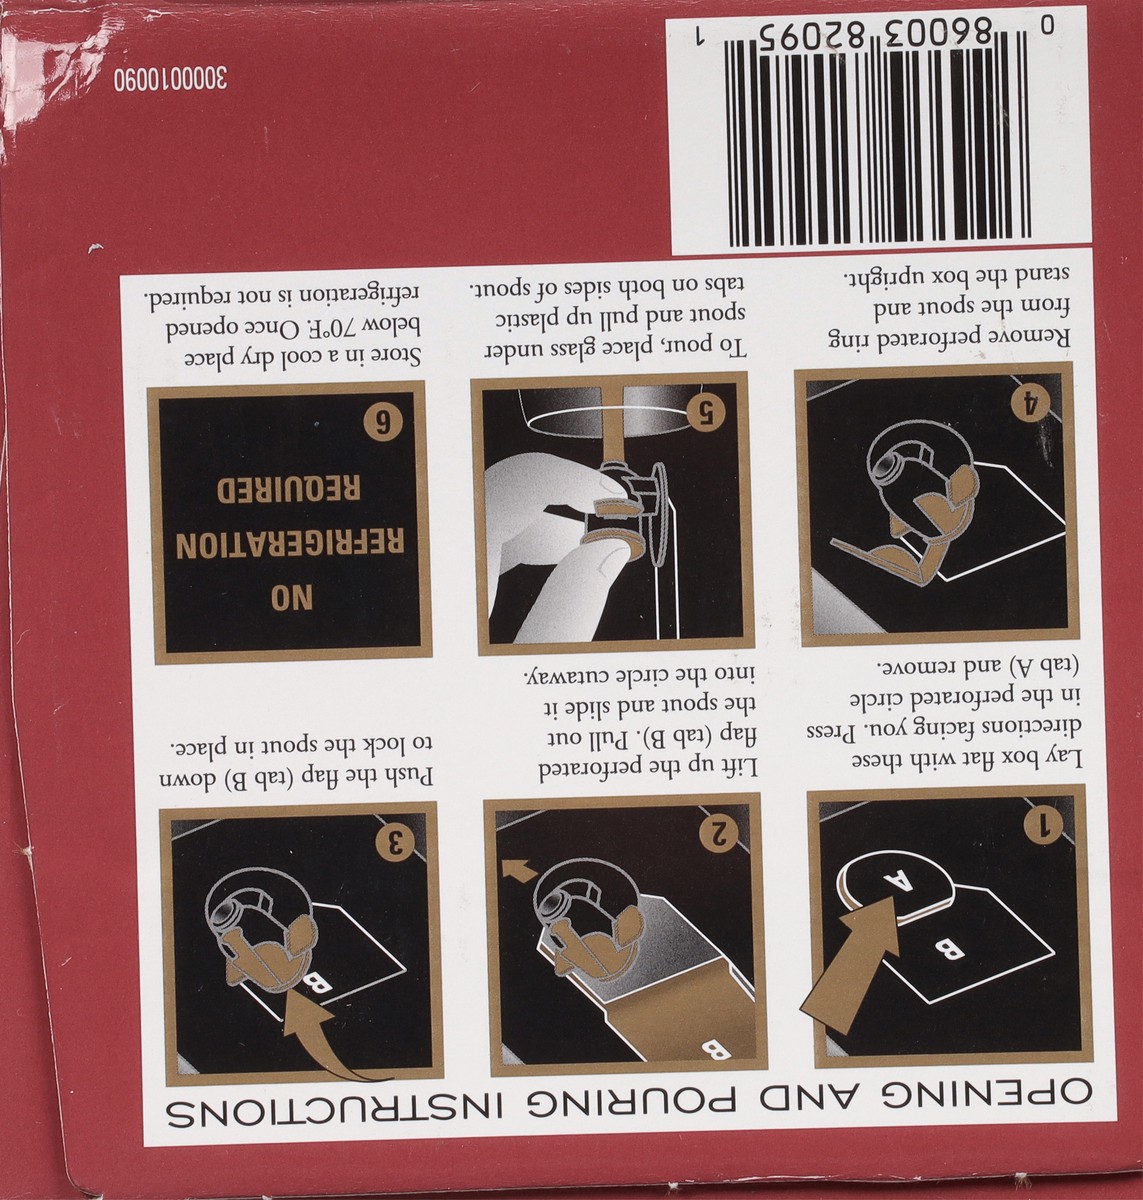 OPENING AND POURING INSTRUCTIONS
A
B
1
Lay box flat with these
directions facing you. Press
in the perforated circle
(tab A) and remove.
B
2
Lift up the perforated
flap (tab B). Pull out
the spout and slide it
into the circle cutaway.
B
3
Push the flap (tab B) down
to lock the spout in place.
4
Remove perforated ring
from the spout and
stand the box upright.
5
To pour, place glass under
spout and pull up plastic
tabs on both sides of spout.
NO
REFRIGERATION
REQUIRED
6
Store in a cool dry place
below 70°F. Once opened
refrigeration is not required.
0 86003 82095 1
3000010090